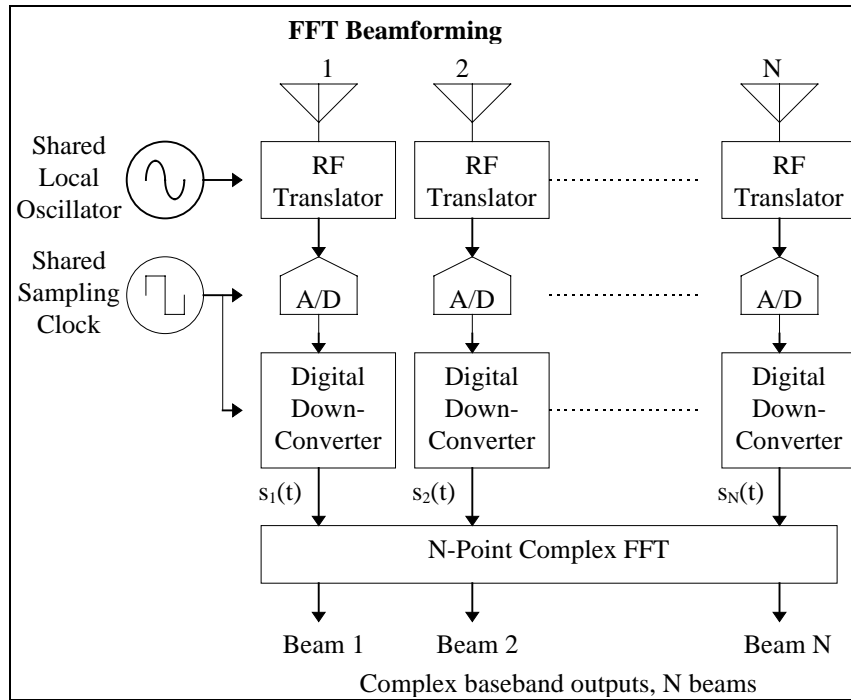 FFT Beamforming
1 2 N
Shared
Local
Oscillator
RF
Translator
RF
Translator
RF
Translator
Shared
Sampling
Clock
A/D A/D A/D
Digital
Down-
Converter
Digital
Down-
Converter
Digital
Down-
Converter
s₁(t) s₂(t) s_N(t)
N-Point Complex FFT
Beam 1 Beam 2 Beam N
Complex baseband outputs, N beams